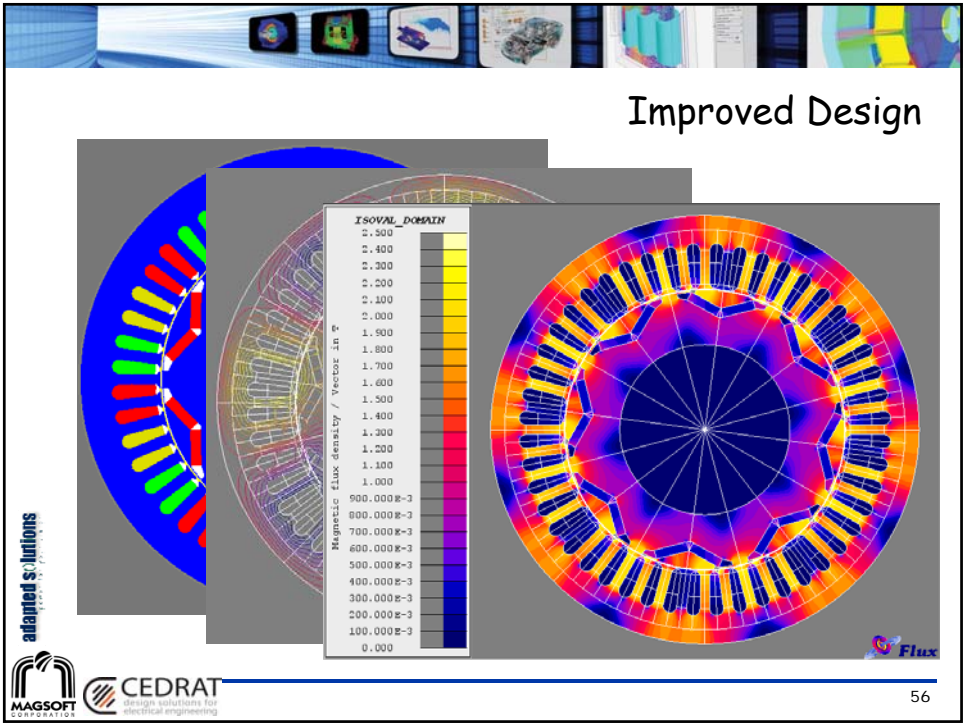 Improved Design
ISOVAL_DOMAIN
2.500
2.400
2.300
2.200
2.100
2.000
1.900
1.800
1.700
1.600
1.500
1.400
1.300
1.200
1.100
1.000
900.000E-3
800.000E-3
700.000E-3
600.000E-3
500.000E-3
400.000E-3
300.000E-3
200.000E-3
100.000E-3
0.000
Magnetic flux density / Vector in T
Flux
adapted solutions
MAGSOFT
CORPORATION
CEDRAT
design solutions for
electrical engineering
56